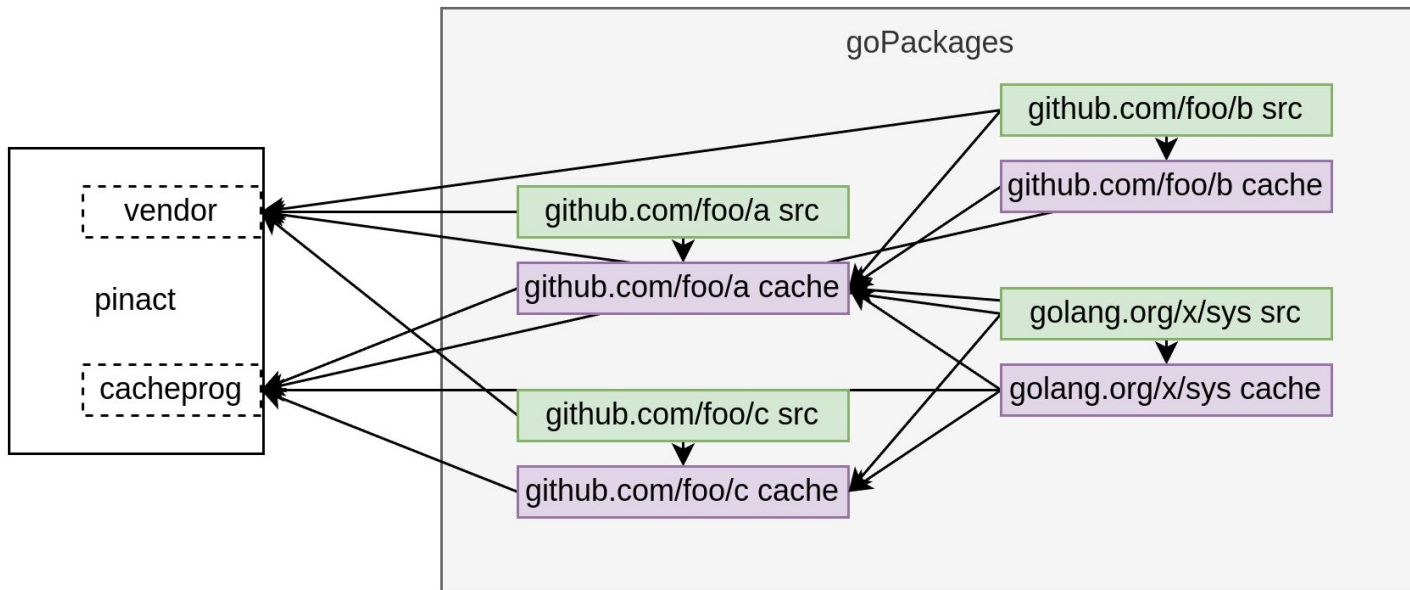 goPackages
github.com/foo/b src
github.com/foo/b cache
vendor
github.com/foo/a src
github.com/foo/a cache
pinact
golang.org/x/sys src
golang.org/x/sys cache
cacheprog
github.com/foo/c src
github.com/foo/c cache